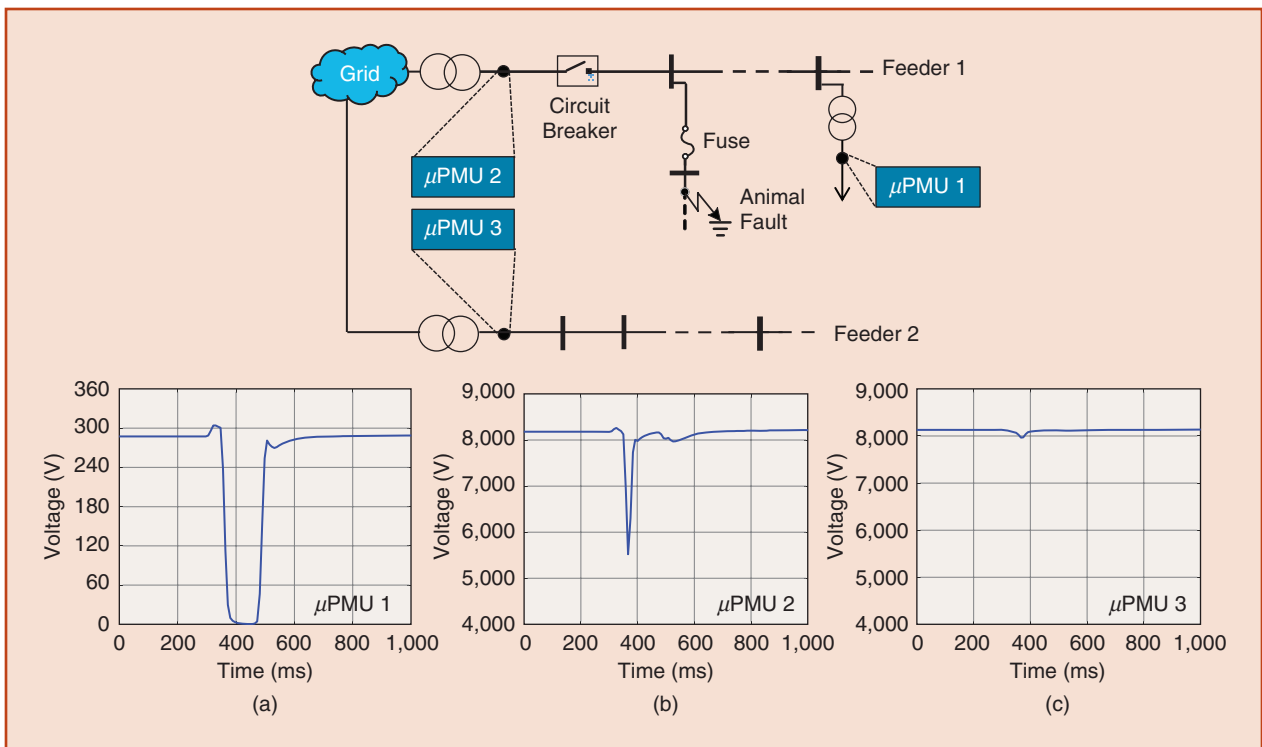 Grid
Feeder 1
Circuit
Breaker
Fuse
μPMU 2
μPMU 1
μPMU 3
Animal
Fault
Feeder 2
360
300
240
180
120
60
0
Voltage (V)
μPMU 1
0 200 400 600 800 1,000
Time (ms)
(a)
9,000
8,000
7,000
6,000
5,000
4,000
Voltage (V)
μPMU 2
0 200 400 600 800 1,000
Time (ms)
(b)
9,000
8,000
7,000
6,000
5,000
4,000
Voltage (V)
μPMU 3
0 200 400 600 800 1,000
Time (ms)
(c)